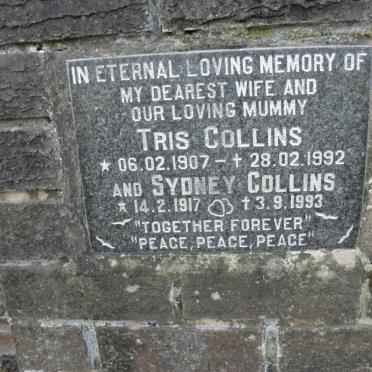 IN ETERNAL LOVING MEMORY OF
MY DEAREST WIFE AND
OUR LOVING MUMMY
TRIS COLLINS
★ 06.02.1907 – † 28.02.1992
AND SYDNEY COLLINS
★ 14.2.1917 † 3.9.1993
"TOGETHER FOREVER"
"PEACE, PEACE, PEACE"